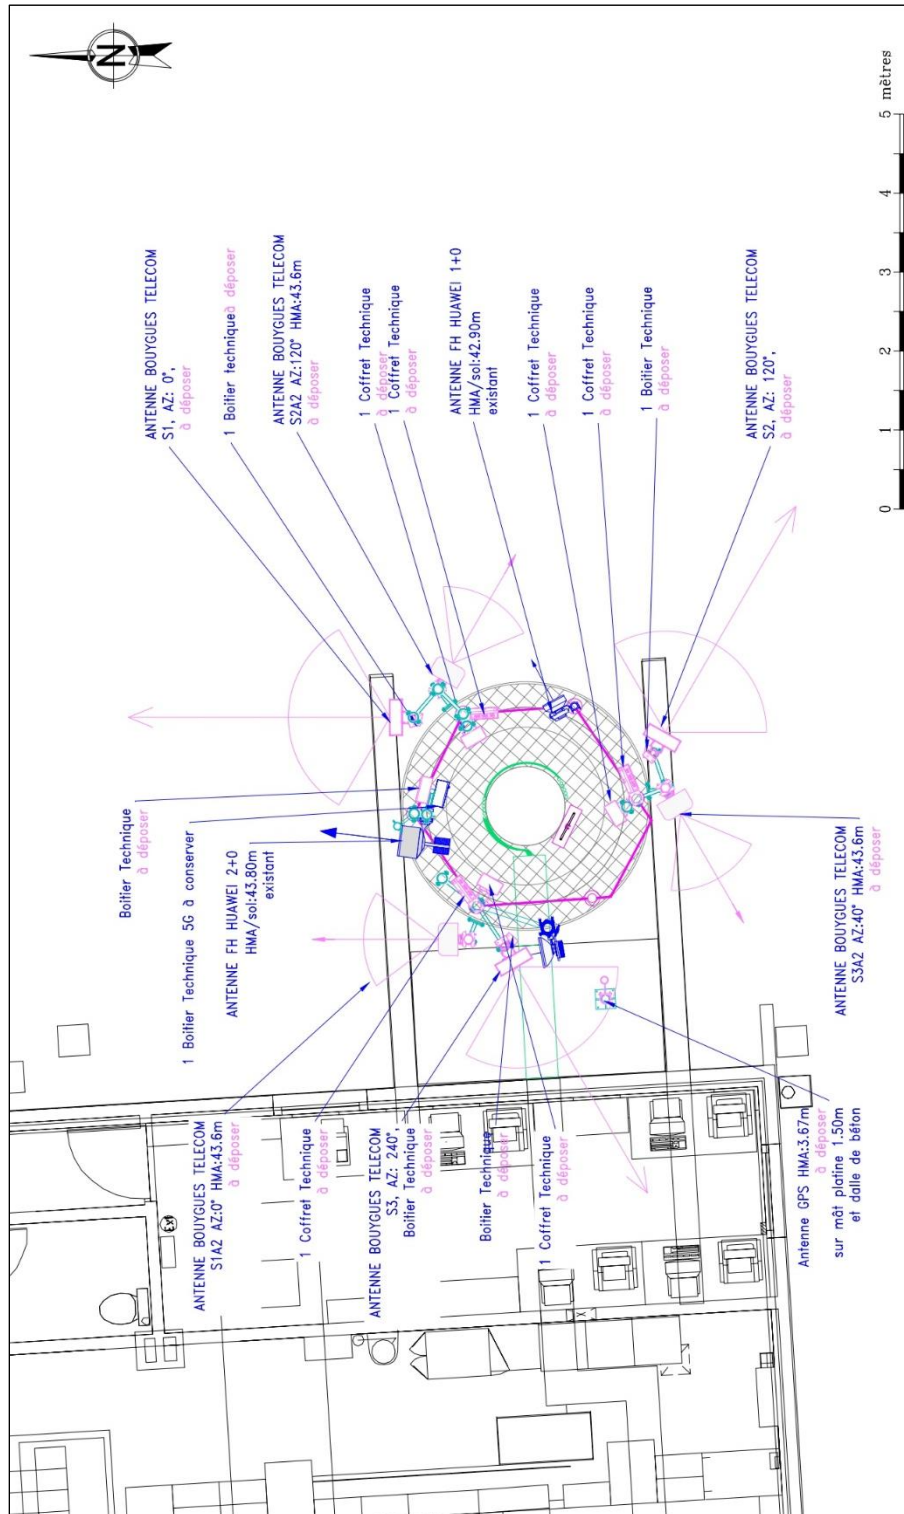 N
ANTENNE BOUYGUES TELECOM
S1, AZ: 0°,
à déposer
1 Boitier technique à déposer
ANTENNE BOUYGUES TELECOM
S2A2 AZ:120° HMA:43.6m
à déposer
1 Coffret Technique
à déposer
1 Coffret Technique
à déposer
ANTENNE FH HUAWEI 1+0
HMA/sol:42.90m
existant
1 Coffret Technique
à déposer
1 Coffret Technique
à déposer
1 Boitier Technique
à déposer
ANTENNE BOUYGUES TELECOM
S2, AZ: 120°,
à déposer
0 1 2 3 4 5 mètres
Boitier Technique
à déposer
1 Boitier Technique 5G à conserver
ANTENNE FH HUAWEI 2+0
HMA/sol:43.80m
existant
ANTENNE BOUYGUES TELECOM
S3A2 AZ:40° HMA:43.6m
à déposer
ANTENNE BOUYGUES TELECOM
S1A2 AZ:0° HMA:43.6m
à déposer
1 Coffret Technique
à déposer
ANTENNE BOUYGUES TELECOM
S3, AZ: 240°,
Boitier Technique
à déposer
Boitier Technique
à déposer
1 Coffret Technique
à déposer
Antenne GPS HMA:3.67m
à déposer
sur mât platine 1.50m
et dalle de béton